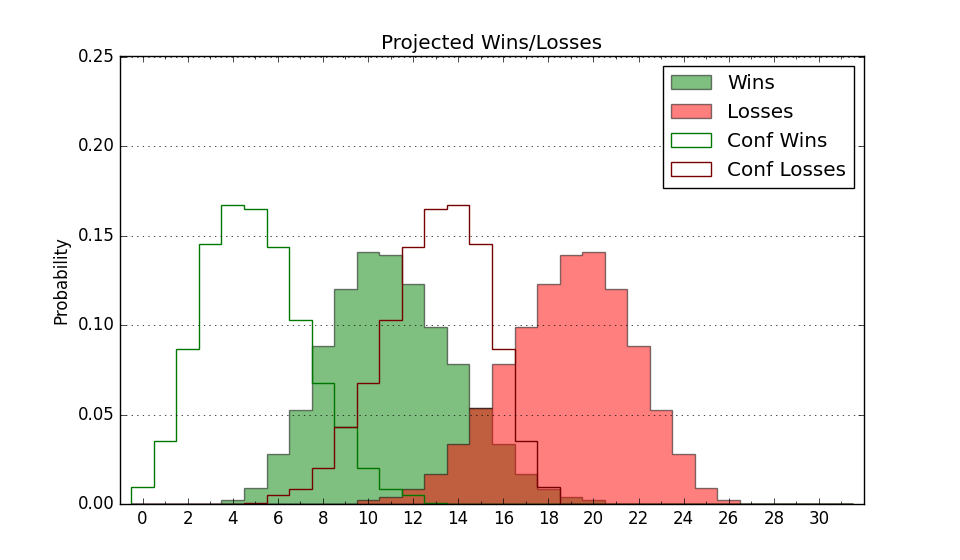 Projected Wins/Losses
0.25
0.20
0.15
0.10
0.05
0.00
Probability
Wins
Losses
Conf Wins
Conf Losses
0 2 4 6 8 10 12 14 16 18 20 22 24 26 28 30